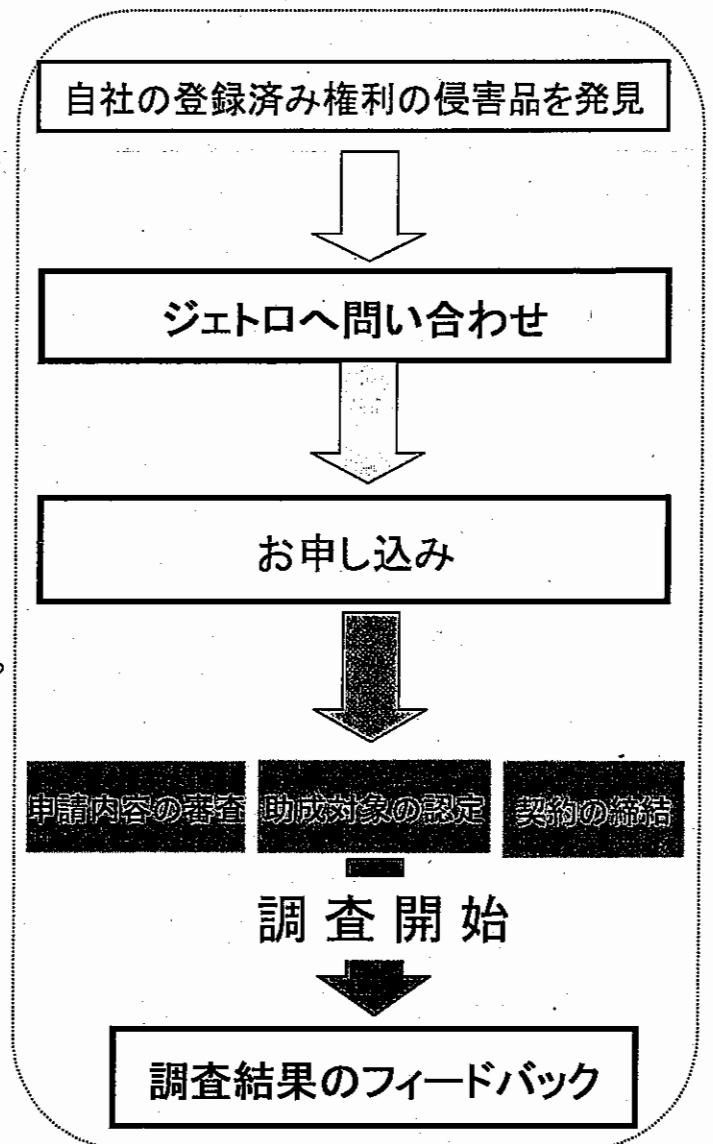 自社の登録済み権利の侵害品を発見
ジェトロへ問い合わせ
お申し込み
申請内容の審査 助成対象の認定 契約の締結
調査開始
調査結果のフィードバック